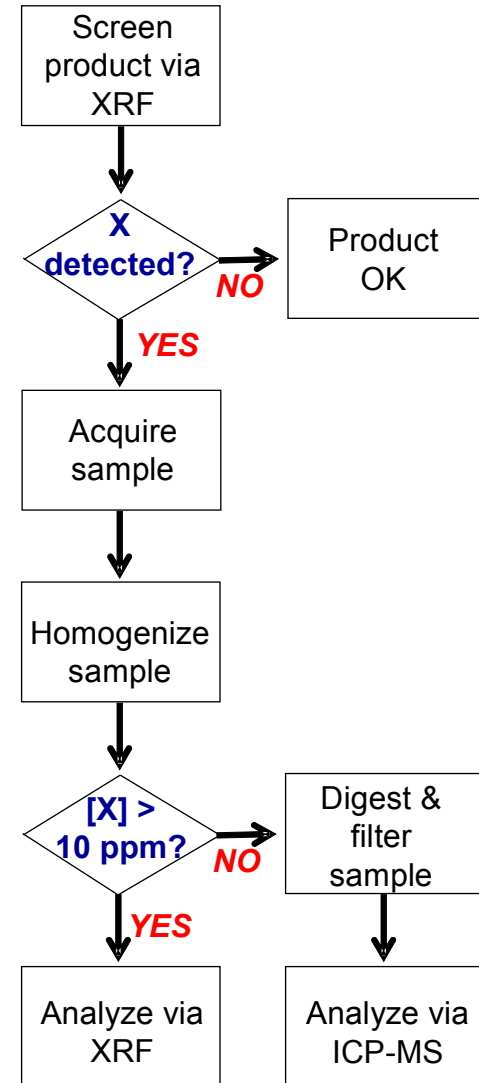 Screen
product via
XRF
X
detected?
NO
Product
OK
YES
Acquire
sample
Homogenize
sample
[X] >
10 ppm?
NO
Digest &
filter
sample
YES
Analyze via
XRF
Analyze via
ICP-MS